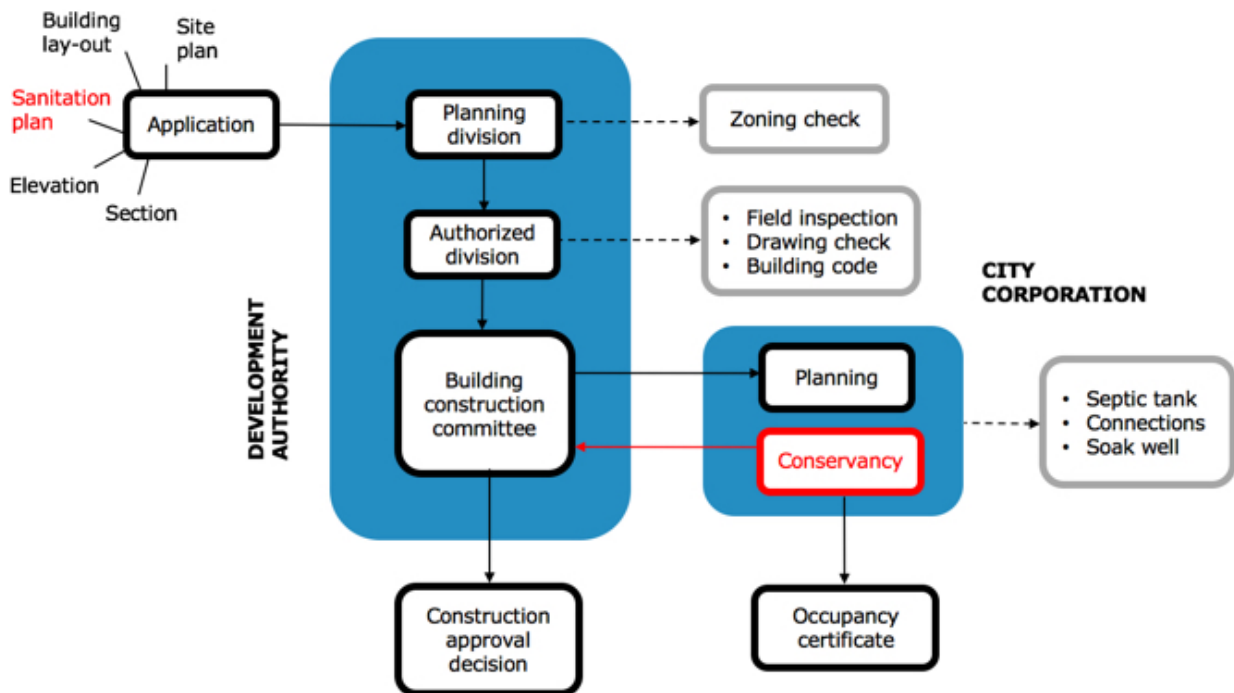 Building
lay-out
Site
plan
Sanitation
plan
Application
Elevation
Section
Planning
division
Zoning check
Authorized
division
• Field inspection
• Drawing check
• Building code
DEVELOPMENT
AUTHORITY
Building
construction
committee
CITY
CORPORATION
Planning
Conservancy
• Septic tank
• Connections
• Soak well
Construction
approval
decision
Occupancy
certificate